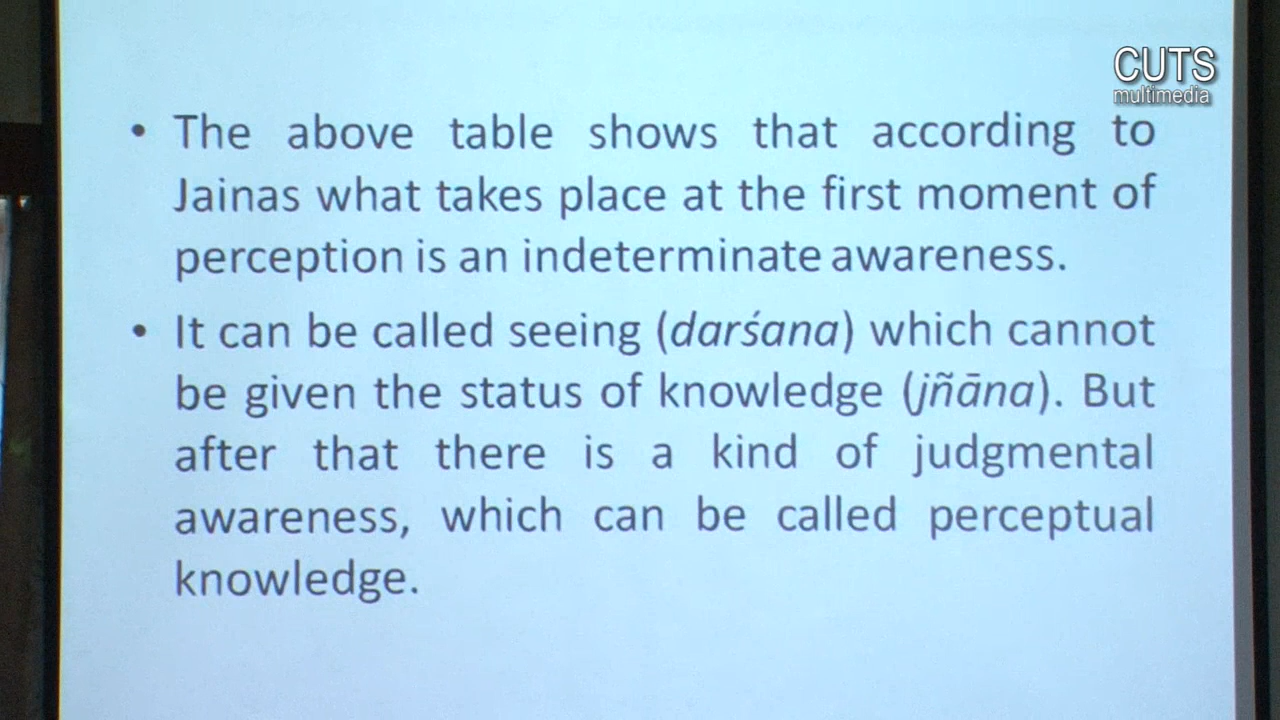 CUTS
multimedia
• The above table shows that according to
Jainas what takes place at the first moment of
perception is an indeterminate awareness.
• It can be called seeing (darśana) which cannot
be given the status of knowledge (jñāna). But
after that there is a kind of judgmental
awareness, which can be called perceptual
knowledge.